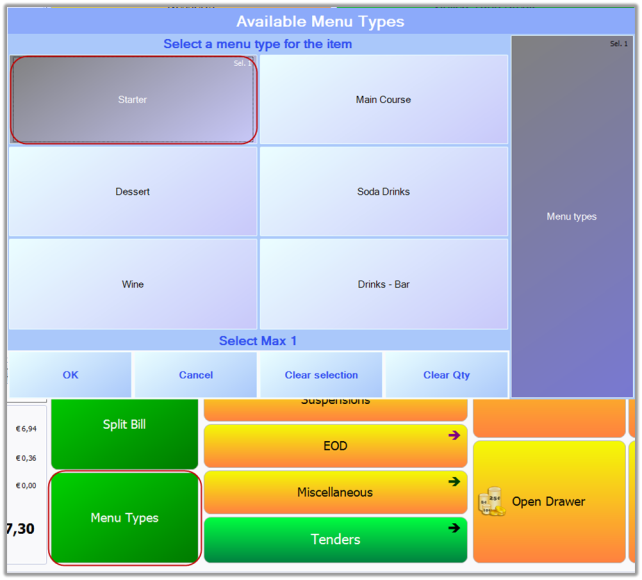 Available Menu Types
Select a menu type for the item
Sel. 1
Sel. 1
Starter
Main Course
Dessert
Soda Drinks
Menu types
Wine
Drinks - Bar
Select Max 1
OK
Cancel
Clear selection
Clear Qty
Suspensions
Split Bill
€ 6,94
EOD
€ 0,36
€ 0,00
Miscellaneous
Open Drawer
Menu Types
7,30
Tenders